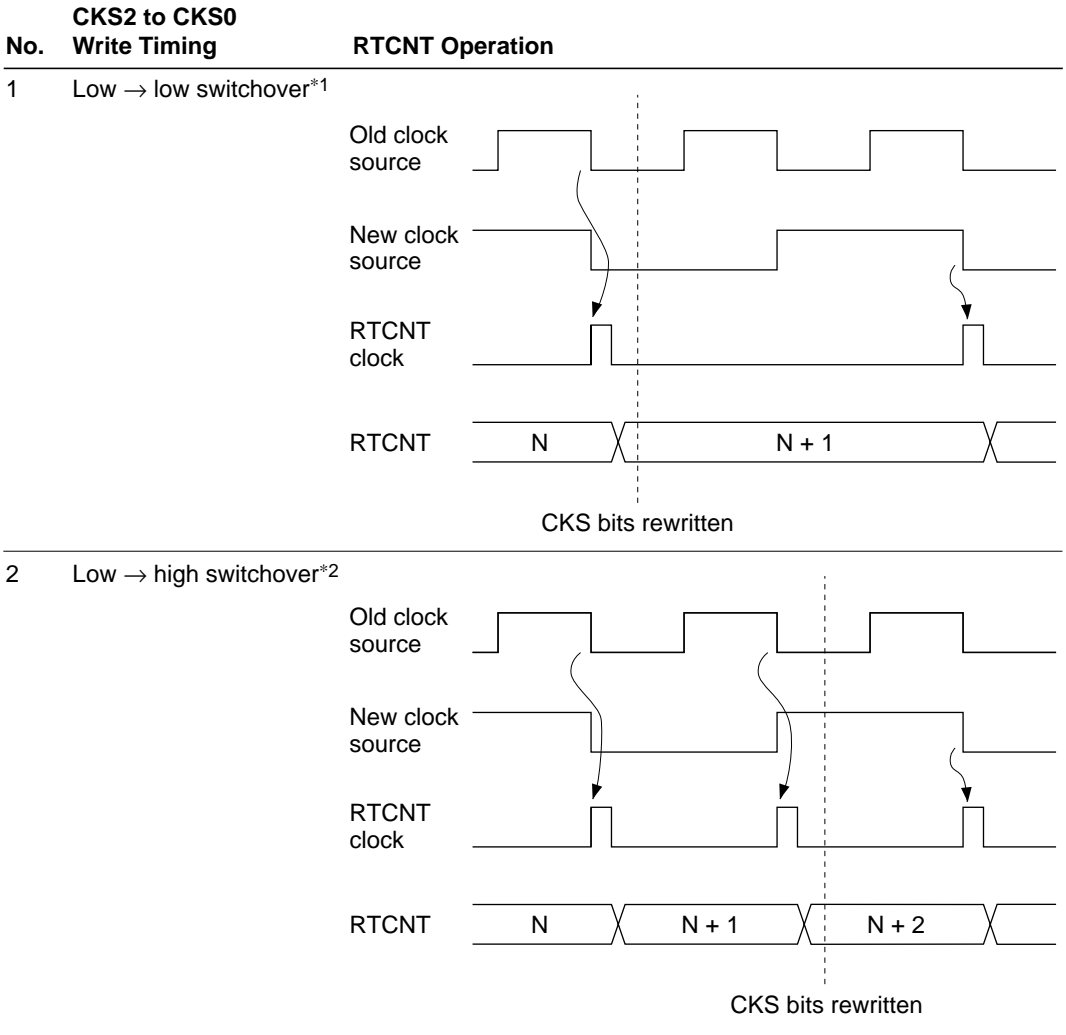 CKS2 to CKS0
No. Write Timing RTCNT Operation
1 Low → low switchover*1
Old clock
source
New clock
source
RTCNT
clock
RTCNT N N + 1
CKS bits rewritten
2 Low → high switchover*2
Old clock
source
New clock
source
RTCNT
clock
RTCNT N N + 1 N + 2
CKS bits rewritten